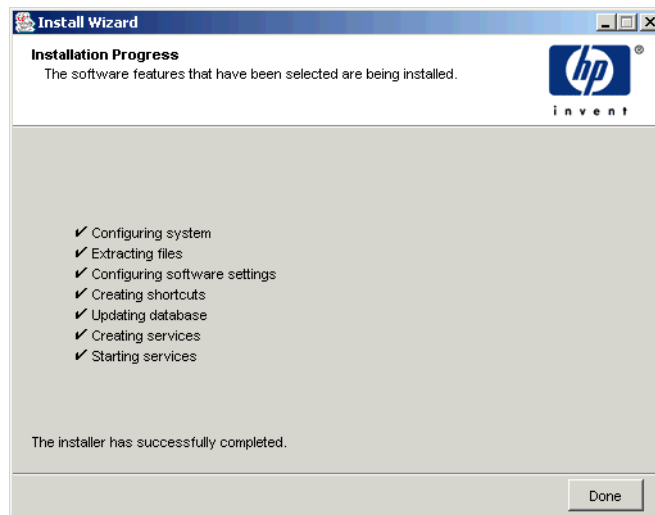 Install Wizard
Installation Progress
The software features that have been selected are being installed.
hp
®
invent
✔ Configuring system
✔ Extracting files
✔ Configuring software settings
✔ Creating shortcuts
✔ Updating database
✔ Creating services
✔ Starting services
The installer has successfully completed.
Done